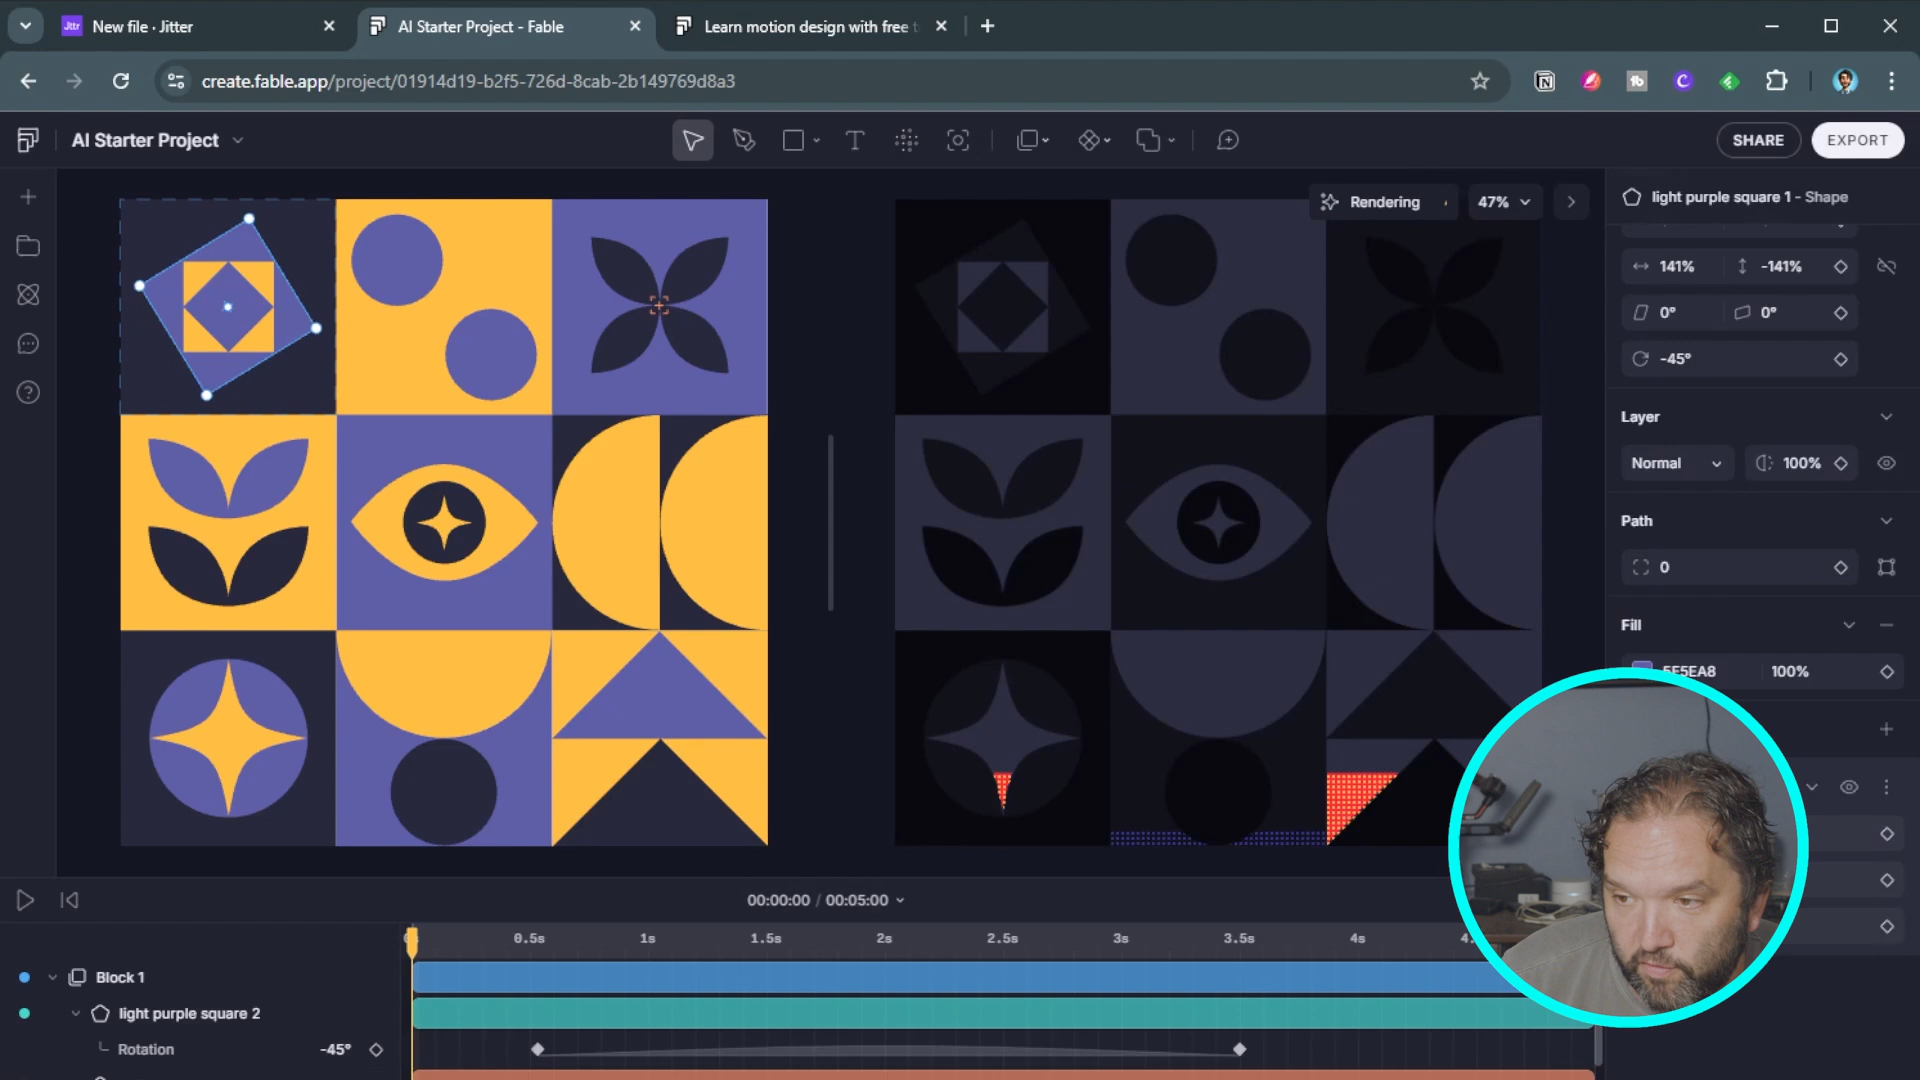 Jttr New file · Jitter
AI Starter Project - Fable
Learn motion design with free t
create.fable.app/project/01914d19-b2f5-726d-8cab-2b149769d8a3
AI Starter Project
SHARE
EXPORT
Rendering
47%
light purple square 1 - Shape
141%
-141%
0°
0°
-45°
Layer
Normal
100%
Path
0
Fill
5E5EA8
100%
00:00:00 / 00:05:00
0.5s
1s
1.5s
2s
2.5s
3s
3.5s
4s
Block 1
light purple square 2
Rotation
-45°